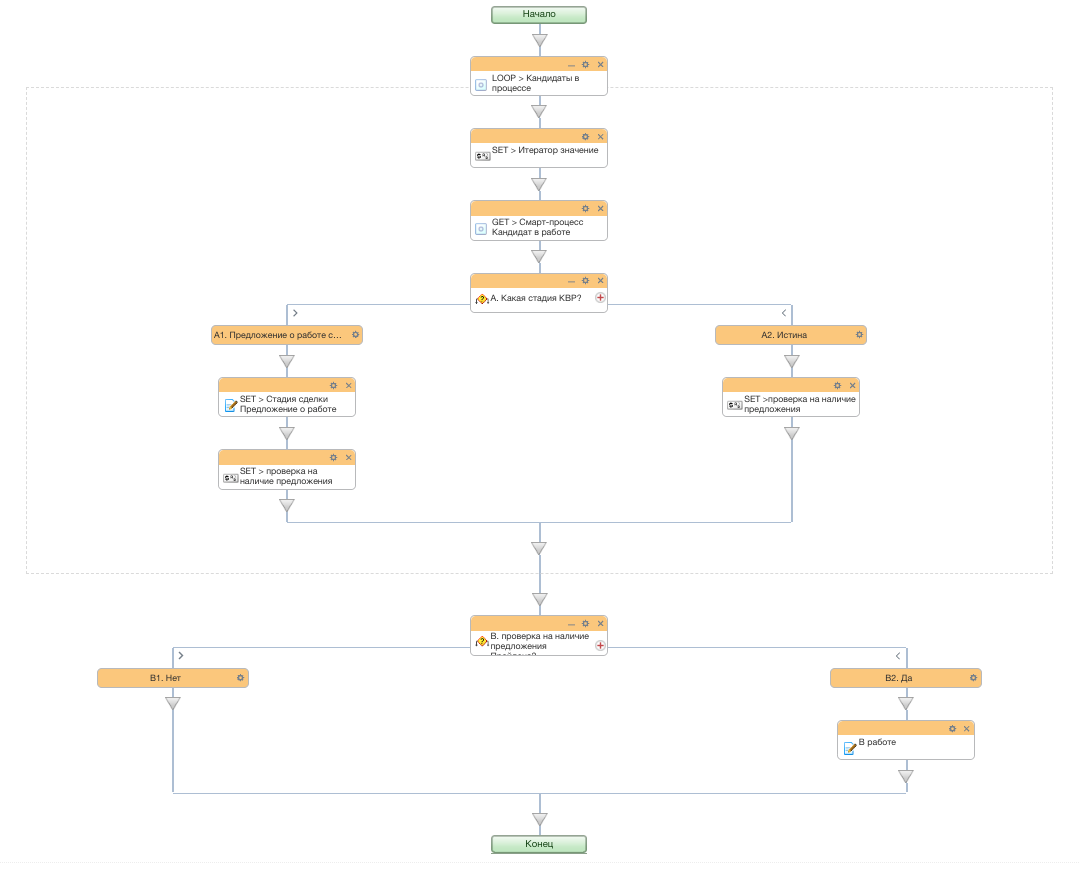 Начало
LOOP > Кандидаты в
процессе
SET > Итератор значение
GET > Смарт-процесс
Кандидат в работе
А. Какая стадия КВР?
А1. Предложение о работе с...
А2. Истина
SET > Стадия сделки
Предложение о работе
SET >проверка на наличие
предложения
SET > проверка на
наличие предложения
В. проверка на наличие
предложения
В1. Нет
В2. Да
В работе
Конец